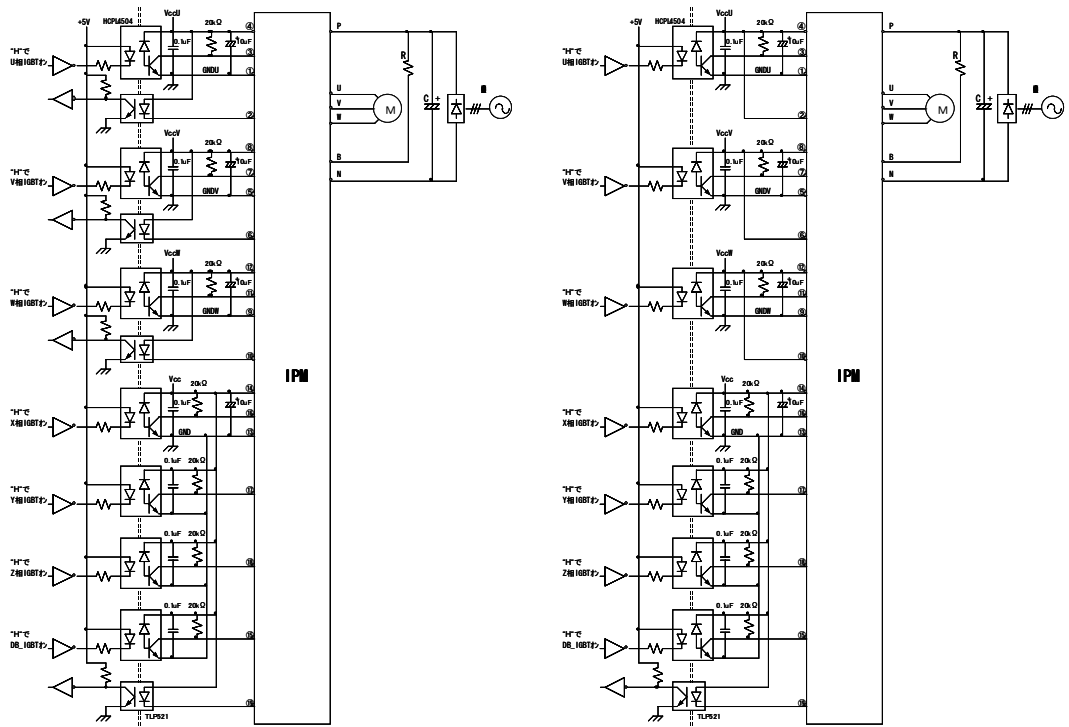 HCPL4504
VccU
+5V
20kΩ
④
P
0.1uF
10uF
③
"H"で
U相IGBTオン
GNDU
①
R
U
V
W
M
C
+
②
VccV
20kΩ
⑧
0.1uF
10uF
⑦
B
"H"で
V相IGBTオン
GNDV
⑤
N
⑥
VccW
20kΩ
⑫
0.1uF
10uF
⑪
"H"で
W相IGBTオン
GNDW
⑨
⑩
IPM
Vcc
20kΩ
⑭
0.1uF
10uF
⑯
"H"で
X相IGBTオン
GND
⑬
0.1uF
20kΩ
"H"で
Y相IGBTオン
⑰
0.1uF
20kΩ
"H"で
Z相IGBTオン
⑱
0.1uF
20kΩ
"H"で
DB_IGBTオン
⑮
⑲
TLP521
HCPL4504
VccU
+5V
20kΩ
④
P
0.1uF
10uF
③
"H"で
U相IGBTオン
GNDU
①
R
U
V
W
M
C
+
②
VccV
20kΩ
⑧
0.1uF
10uF
⑦
B
"H"で
V相IGBTオン
GNDV
⑤
N
⑥
VccW
20kΩ
⑫
0.1uF
10uF
⑪
"H"で
W相IGBTオン
GNDW
⑨
⑩
IPM
Vcc
20kΩ
⑭
0.1uF
10uF
⑯
"H"で
X相IGBTオン
GND
⑬
0.1uF
20kΩ
"H"で
Y相IGBTオン
⑰
0.1uF
20kΩ
"H"で
Z相IGBTオン
⑱
0.1uF
20kΩ
"H"で
DB_IGBTオン
⑮
⑲
TLP521